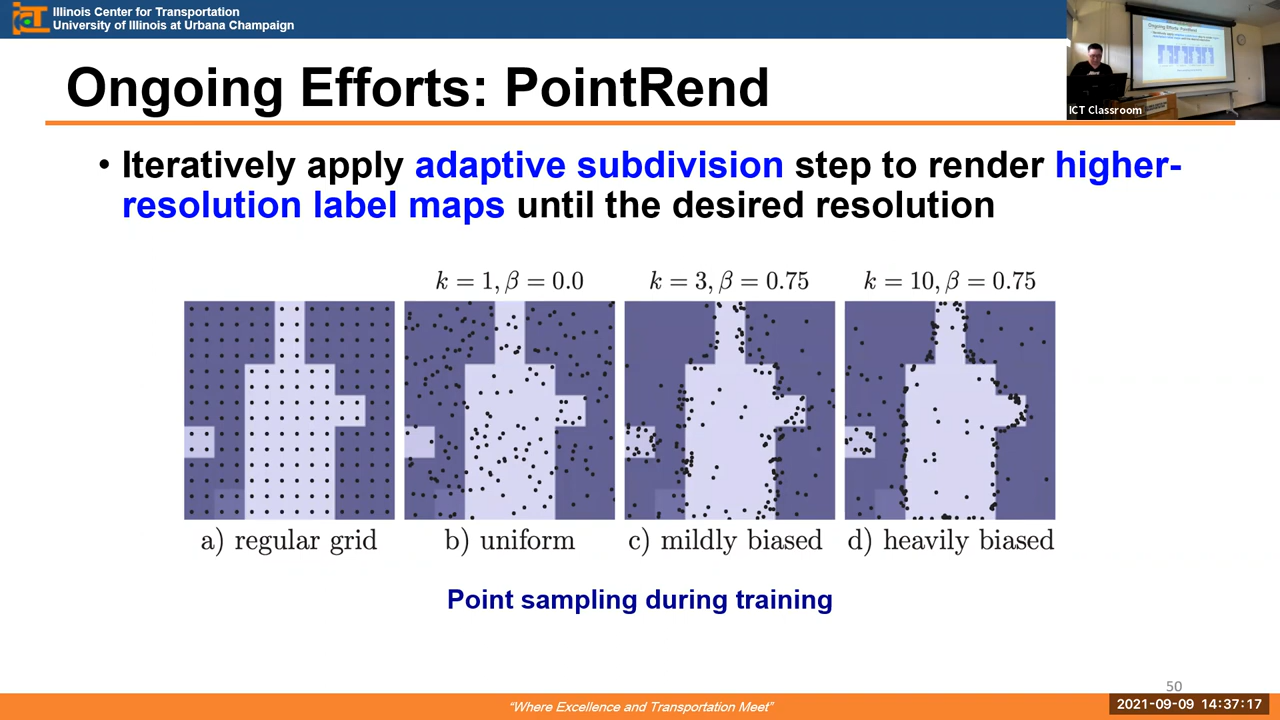 Illinois Center for Transportation
University of Illinois at Urbana Champaign
Ongoing Efforts: PointRend
ICT Classroom
• Iteratively apply adaptive subdivision step to render higher-
resolution label maps until the desired resolution
k = 1, β = 0.0
k = 3, β = 0.75
k = 10, β = 0.75
a) regular grid
b) uniform
c) mildly biased
d) heavily biased
Point sampling during training
50
“Where Excellence and Transportation Meet”
2021-09-09 14:37:17